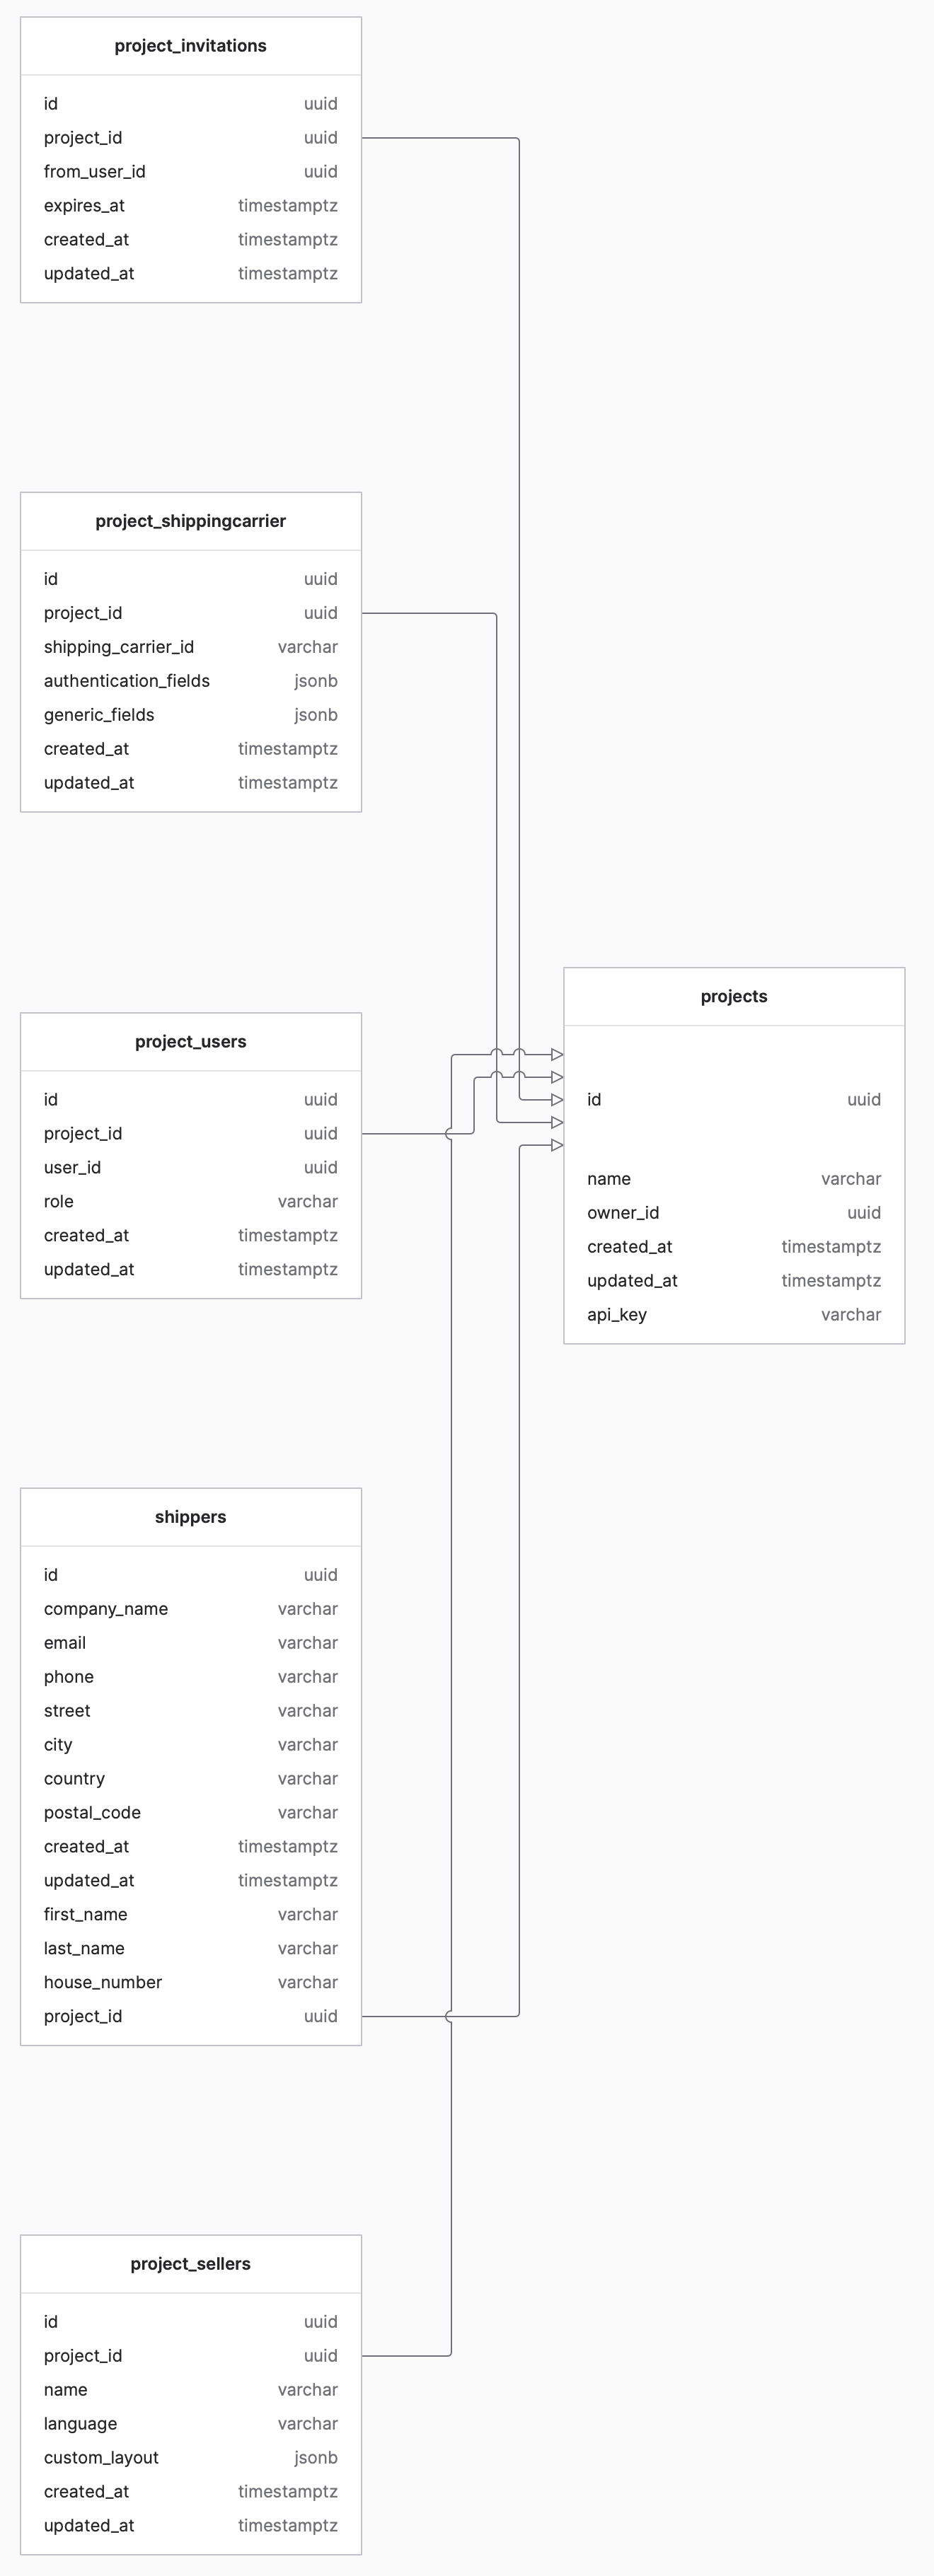 project_invitations
id uuid
project_id uuid
from_user_id uuid
expires_at timestamptz
created_at timestamptz
updated_at timestamptz
project_shippingcarrier
id uuid
project_id uuid
shipping_carrier_id varchar
authentication_fields jsonb
generic_fields jsonb
created_at timestamptz
updated_at timestamptz
projects
id uuid
name varchar
owner_id uuid
created_at timestamptz
updated_at timestamptz
api_key varchar
project_users
id uuid
project_id uuid
user_id uuid
role varchar
created_at timestamptz
updated_at timestamptz
shippers
id uuid
company_name varchar
email varchar
phone varchar
street varchar
city varchar
country varchar
postal_code varchar
created_at timestamptz
updated_at timestamptz
first_name varchar
last_name varchar
house_number varchar
project_id uuid
project_sellers
id uuid
project_id uuid
name varchar
language varchar
custom_layout jsonb
created_at timestamptz
updated_at timestamptz